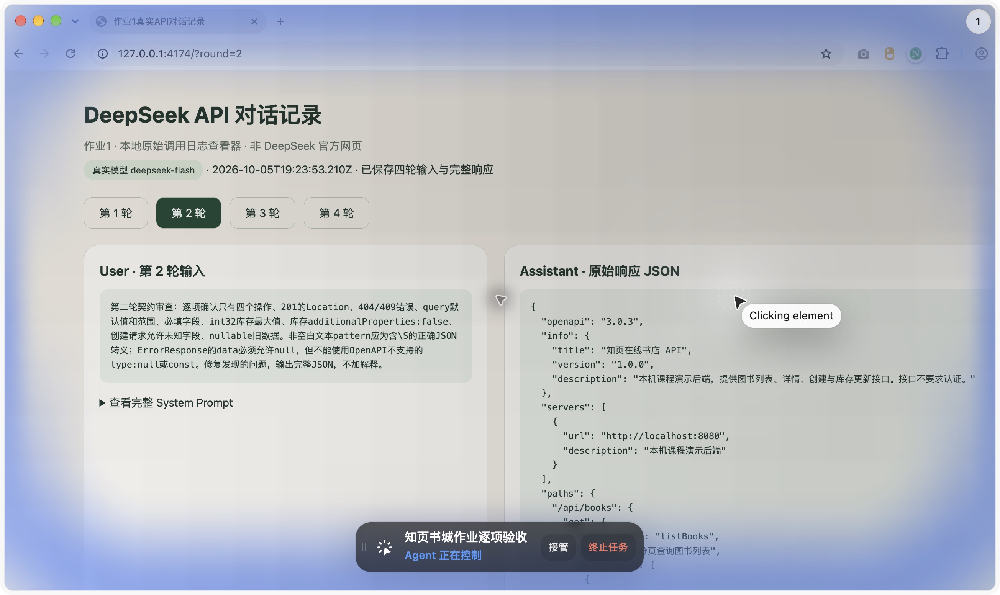 作业1真实API对话记录
1
127.0.0.1:4174/?round=2
DeepSeek API 对话记录
作业1 · 本地原始调用日志查看器 · 非 DeepSeek 官方网页
真实模型 deepseek-flash · 2026-10-05T19:23:53.210Z · 已保存四轮输入与完整响应
第 1 轮
第 2 轮
第 3 轮
第 4 轮
User · 第 2 轮输入
第二轮契约审查：逐项确认只有四个操作、201的Location、404/409错误、query默
认值和范围、必填字段、int32库存最大值、库存additionalProperties:false、
创建请求允许未知字段、nullable旧数据。非空白文本pattern应为含\S的正确JSON
转义；ErrorResponse的data必须允许null，但不能使用OpenAPI不支持的
type:null或const。修复发现的问题，输出完整JSON，不加解释。
▶ 查看完整 System Prompt
Assistant · 原始响应 JSON
{
"openapi": "3.0.3",
"info": {
"title": "知页在线书店 API",
"version": "1.0.0",
"description": "本机课程演示后端，提供图书列表、详情、创建与库存更新接口。接口不要求认证。"
},
"servers": [
{
"url": "http://localhost:8080",
"description": "本机课程演示后端"
}
],
"paths": {
"/api/books": {
"get": {
: "listBooks",
分页查询图书列表",
: [
{
Clicking element
知页书城作业逐项验收
Agent 正在控制
接管
终止任务